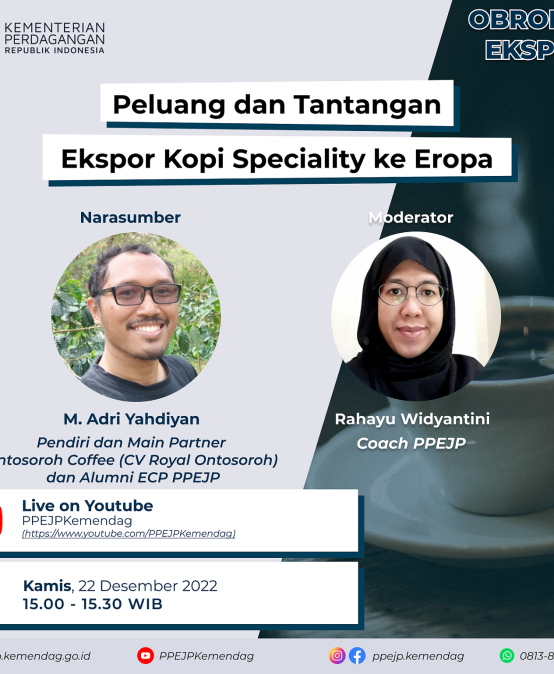 KEMENTERIAN
PERDAGANGAN
REPUBLIK INDONESIA
Peluang dan Tantangan
Ekspor Kopi Speciality ke Eropa
Narasumber
Moderator
M. Adri Yahdiyan
Pendiri dan Main Partner
ntosoroh Coffee (CV Royal Ontosoroh)
dan Alumni ECP PPEJP
Rahayu Widyantini
Coach PPEJP
Live on Youtube
PPEJPKemendag
(https://www.youtube.com/PPEJPKemendag)
Kamis, 22 Desember 2022
15.00 - 15.30 WIB
.kemendag.go.id
PPEJPKemendag
ppejp.kemendag
0813-8